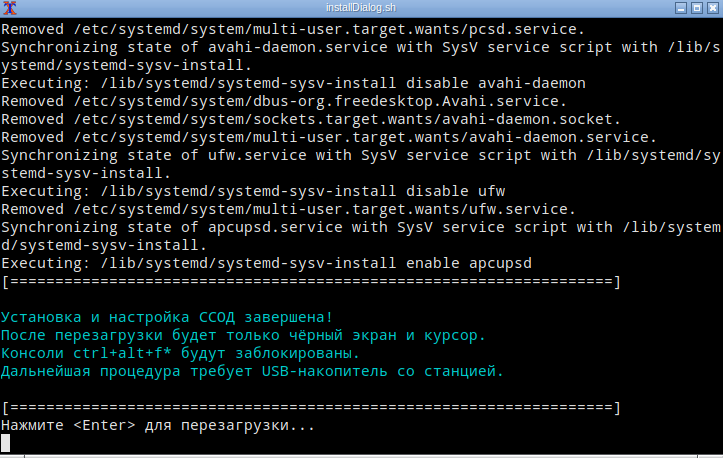 installDialog.sh
Removed /etc/systemd/system/multi-user.target.wants/pcsd.service.
Synchronizing state of avahi-daemon.service with SysV service script with /lib/s
ystemd/systemd-sysv-install.
Executing: /lib/systemd/systemd-sysv-install disable avahi-daemon
Removed /etc/systemd/system/dbus-org.freedesktop.Avahi.service.
Removed /etc/systemd/system/sockets.target.wants/avahi-daemon.socket.
Removed /etc/systemd/system/multi-user.target.wants/avahi-daemon.service.
Synchronizing state of ufw.service with SysV service script with /lib/systemd/sy
stemd-sysv-install.
Executing: /lib/systemd/systemd-sysv-install disable ufw
Removed /etc/systemd/system/multi-user.target.wants/ufw.service.
Synchronizing state of apcupsd.service with SysV service script with /lib/system
d/systemd-sysv-install.
Executing: /lib/systemd/systemd-sysv-install enable apcupsd
[===================================================================]
Установка и настройка ССОД завершена!
После перезагрузки будет только чёрный экран и курсор.
Консоли ctrl+alt+f* будут заблокированы.
Дальнейшая процедура требует USB-накопитель со станцией.
[===================================================================]
Нажмите <Enter> для перезагрузки...